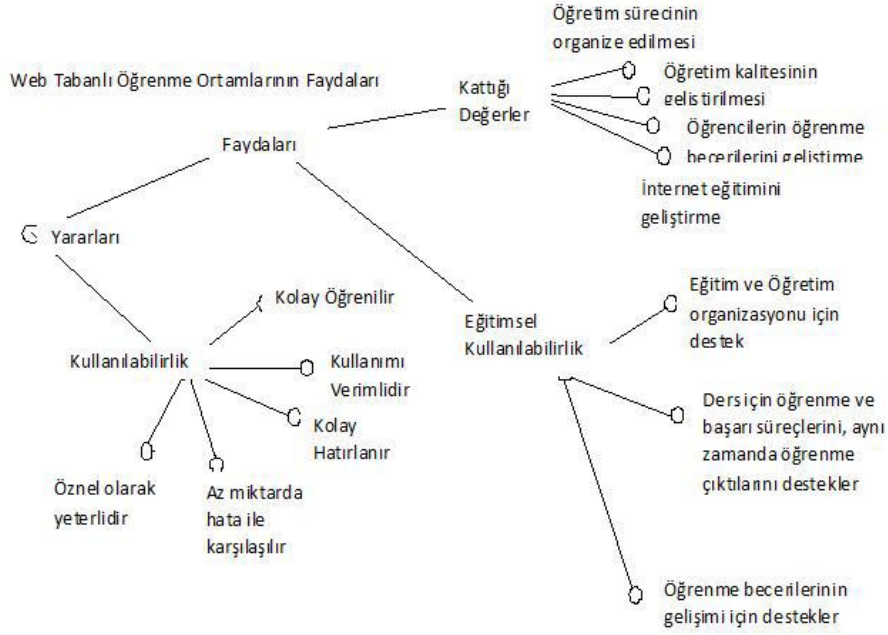 Öğretim sürecinin
organize edilmesi
Web Tabanlı Öğrenme Ortamlarının Faydaları
Kattığı
Değerler
Öğretim kalitesinin
geliştirilmesi
Öğrencilerin öğrenme
becerilerini geliştirme
İnternet eğitimini
geliştirme
Faydaları
Yararları
Kolay Öğrenilir
Kullanılabilirlik
Kullanımı
Verimlidir
Kolay
Hatırlanır
Öznel olarak
yeterlidir
Az miktarda
hata ile
karşılaşılır
Eğitimsel
Kullanılabilirlik
Eğitim ve Öğretim
organizasyonu için
destek
Ders için öğrenme ve
başarı süreçlerini, aynı
zamanda öğrenme
çıktılarını destekler
Öğrenme becerilerinin
gelişimi için destekler